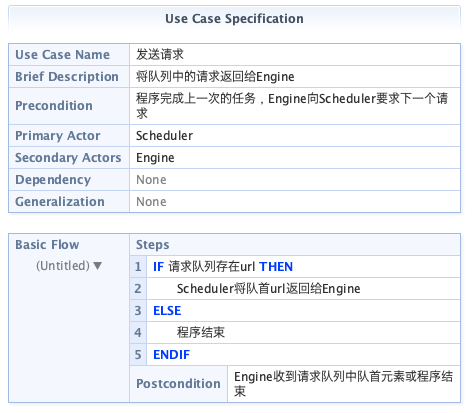 Use Case Specification
Use Case Name 发送请求
Brief Description 将队列中的请求返回给Engine
Precondition 程序完成上一次的任务，Engine向Scheduler要求下一个请
求
Primary Actor Scheduler
Secondary Actors Engine
Dependency None
Generalization None
Basic Flow Steps
(Untitled) ▼
1 IF 请求队列存在url THEN
2 Scheduler将队首url返回给Engine
3 ELSE
4 程序结束
5 ENDIF
Postcondition Engine收到请求队列中队首元素或程序结
束